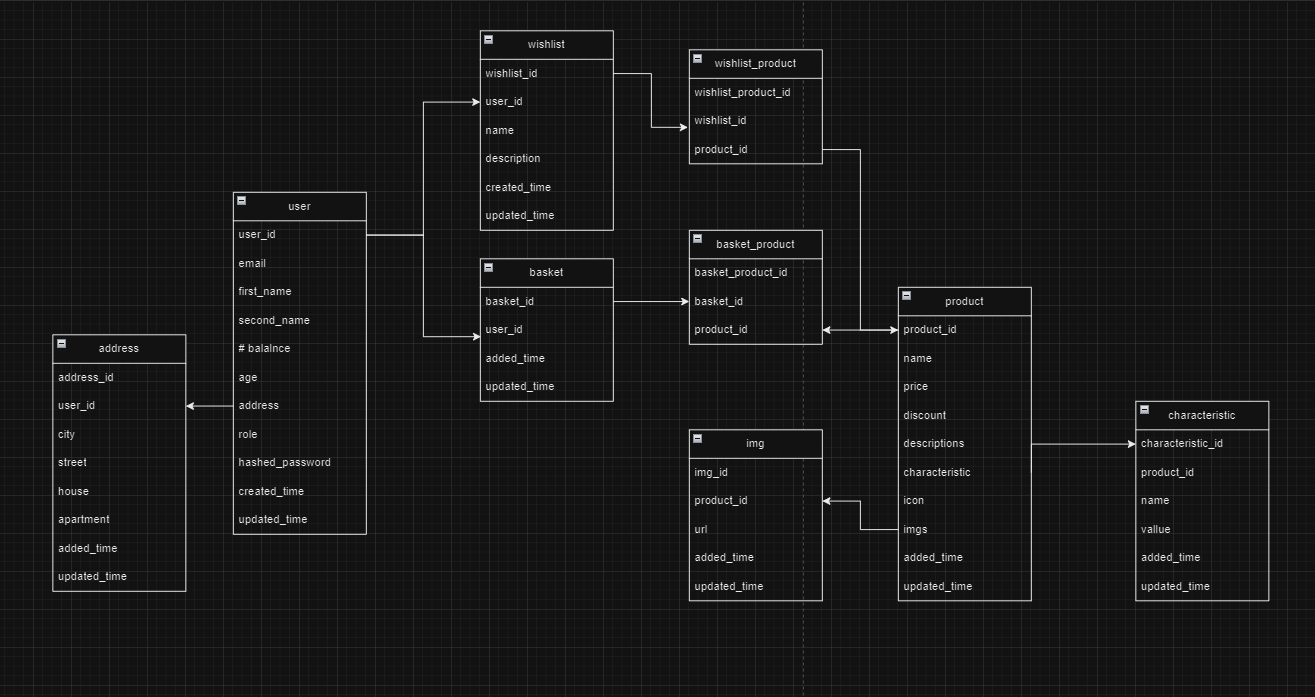 wishlist
wishlist_id
user_id
name
description
created_time
updated_time
wishlist_product
wishlist_product_id
wishlist_id
product_id
user
user_id
email
first_name
second_name
# balalnce
age
address
role
hashed_password
created_time
updated_time
basket
basket_id
user_id
added_time
updated_time
basket_product
basket_product_id
basket_id
product_id
product
product_id
name
price
discount
descriptions
characteristic
icon
imgs
added_time
updated_time
address
address_id
user_id
city
street
house
apartment
added_time
updated_time
img
img_id
product_id
url
added_time
updated_time
characteristic
characteristic_id
product_id
name
vallue
added_time
updated_time